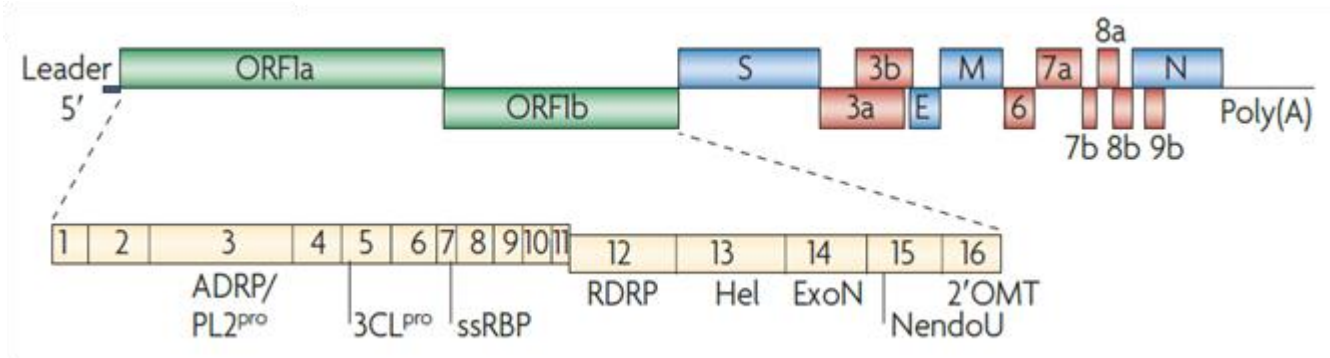 8a
Leader ORF1a S 3b M 7a N
5′ ORF1b 3a E 6 Poly(A)
7b 8b 9b
1 2 3 4 5 6 7 8 9 10 11 12 13 14 15 16
ADRP/ RDRP Hel ExoN 2′OMT
PL2pro 3CLpro ssRBP NendoU